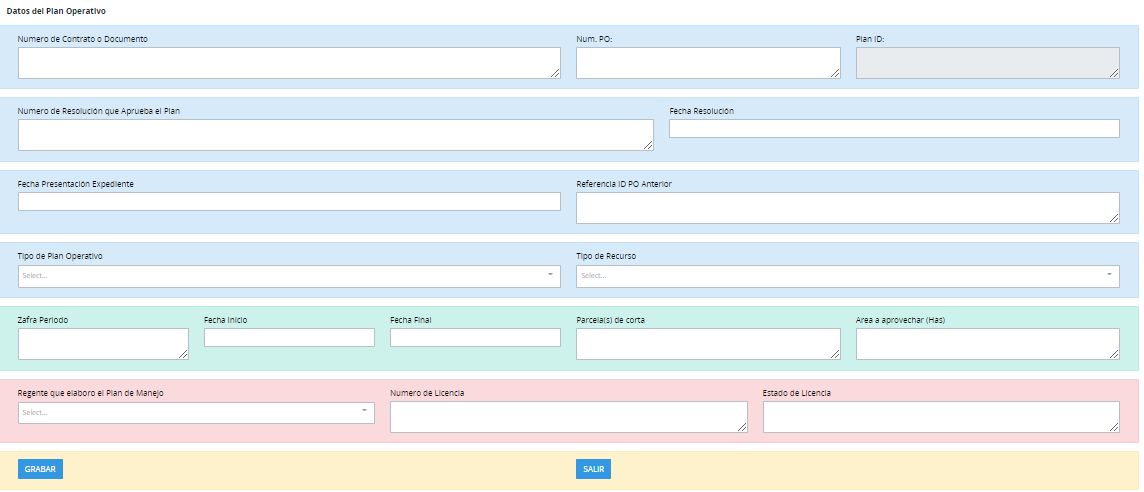 Datos del Plan Operativo
Numero de Contrato o Documento
Num. PO:
Plan ID:
Numero de Resolución que Aprueba el Plan
Fecha Resolución
Fecha Presentación Expediente
Referencia ID PO Anterior
Tipo de Plan Operativo
Tipo de Recurso
Select...
Select...
Zafra Periodo
Fecha Inicio
Fecha Final
Parcela(s) de corta
Area a aprovechar (Has)
Regente que elaboro el Plan de Manejo
Numero de Licencia
Estado de Licencia
Select...
GRABAR
SALIR